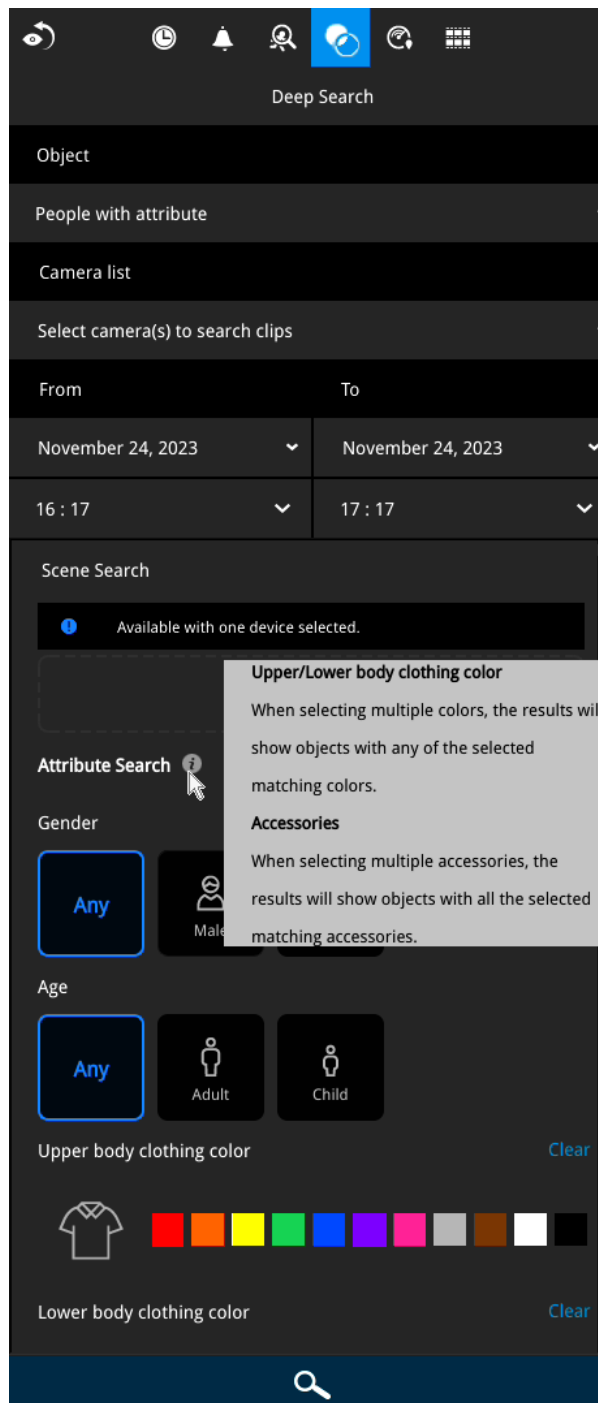 Deep Search
Object
People with attribute
Camera list
Select camera(s) to search clips
From To
November 24, 2023 November 24, 2023
16 : 17 17 : 17
Scene Search
Available with one device selected.
Upper/Lower body clothing color
When selecting multiple colors, the results will
show objects with any of the selected
matching colors.
Attribute Search
Accessories
When selecting multiple accessories, the
results will show objects with all the selected
matching accessories.
Gender
Any Male
Age
Any Adult Child
Upper body clothing color Clear
Lower body clothing color Clear